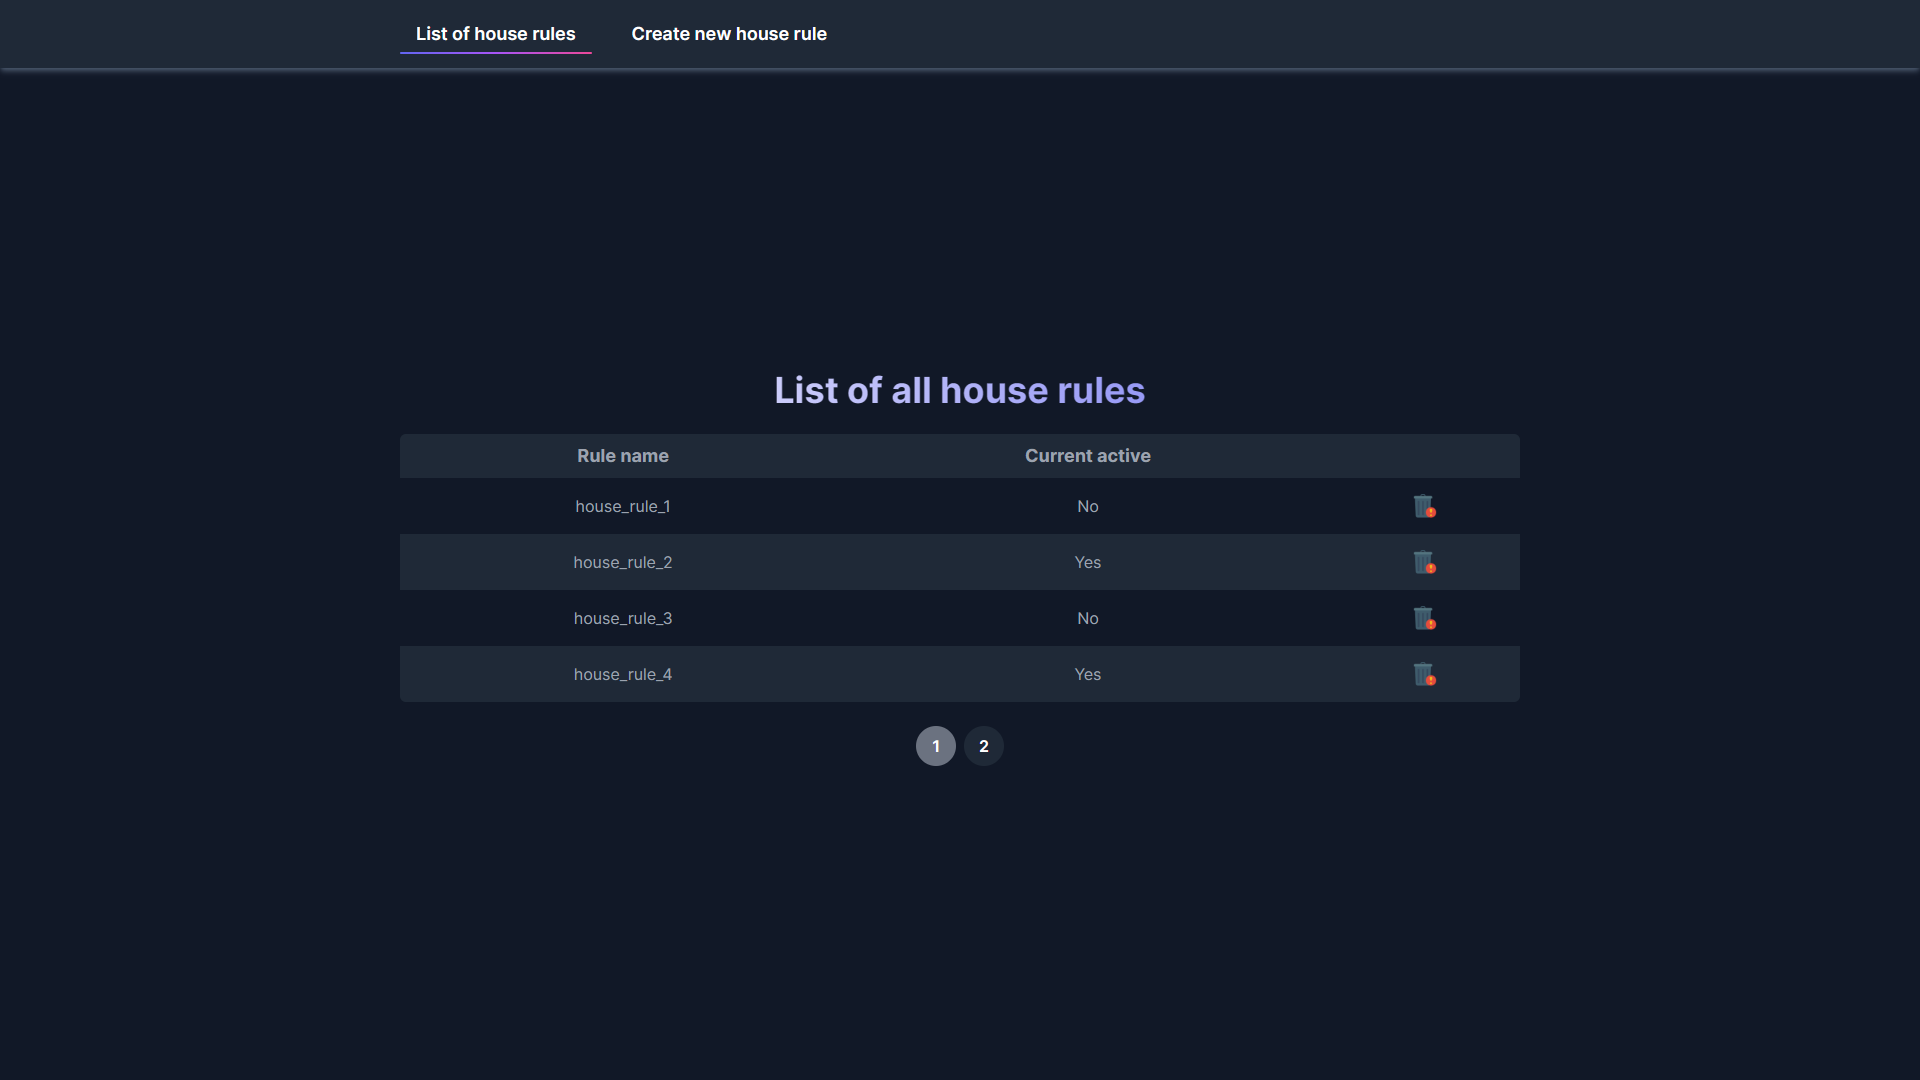 List of house rules
Create new house rule
List of all house rules
Rule name Current active
house_rule_1 No
house_rule_2 Yes
house_rule_3 No
house_rule_4 Yes
1 2